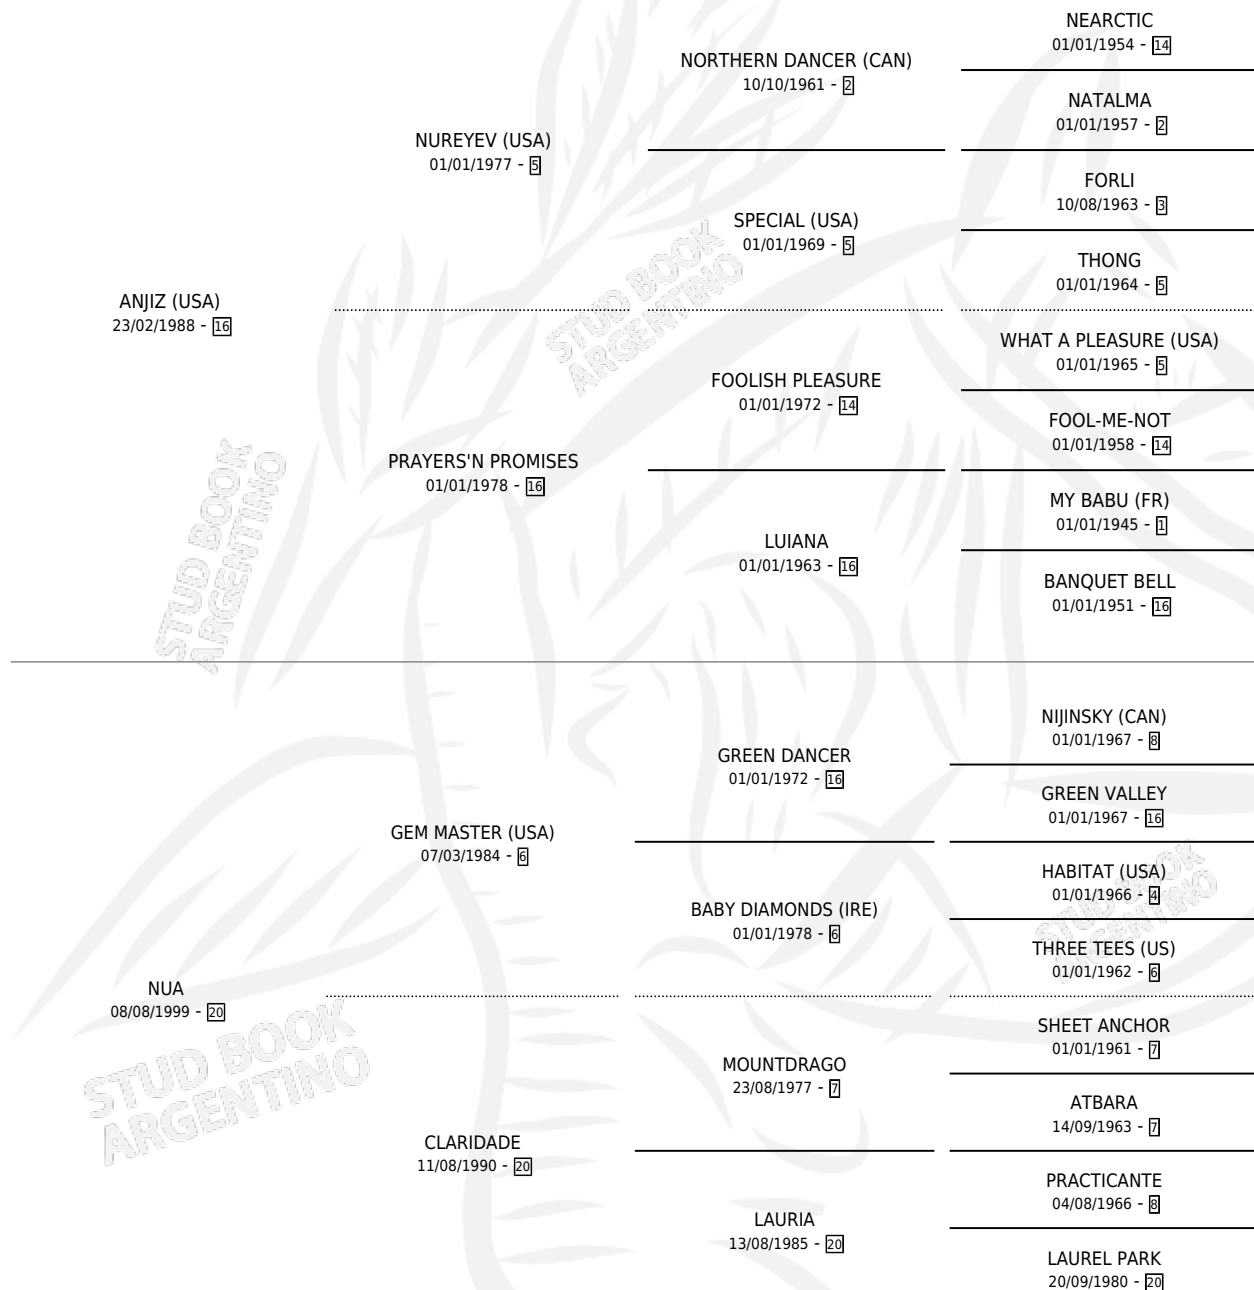 NEARCTIC
01/01/1954 - 14
NORTHERN DANCER (CAN)
10/10/1961 - 2
NATALMA
01/01/1957 - 2
NUREYEV (USA)
01/01/1977 - 5
FORLI
10/08/1963 - 3
SPECIAL (USA)
01/01/1969 - 5
THONG
01/01/1964 - 5
ANJIZ (USA)
23/02/1988 - 16
WHAT A PLEASURE (USA)
01/01/1965 - 5
FOOLISH PLEASURE
01/01/1972 - 14
FOOL-ME-NOT
01/01/1958 - 14
PRAYERS'N PROMISES
01/01/1978 - 16
MY BABU (FR)
01/01/1945 - 1
LUIANA
01/01/1963 - 16
BANQUET BELL
01/01/1951 - 16
NIJINSKY (CAN)
01/01/1967 - 8
GREEN DANCER
01/01/1972 - 16
GREEN VALLEY
01/01/1967 - 16
GEM MASTER (USA)
07/03/1984 - 6
HABITAT (USA)
01/01/1966 - 4
BABY DIAMONDS (IRE)
01/01/1978 - 6
THREE TEES (US)
01/01/1962 - 6
NUA
08/08/1999 - 20
SHEET ANCHOR
01/01/1961 - 7
MOUNTDRAGO
23/08/1977 - 7
ATBARA
14/09/1963 - 7
CLARIDADE
11/08/1990 - 20
PRACTICANTE
04/08/1966 - 8
LAURIA
13/08/1985 - 20
LAUREL PARK
20/09/1980 - 20
STUD BOOK
ARGENTINO
STUD BOOK
ARGENTINO
STUD BOOK
ARGENTINO
STUD BOOK
ARGENTINO